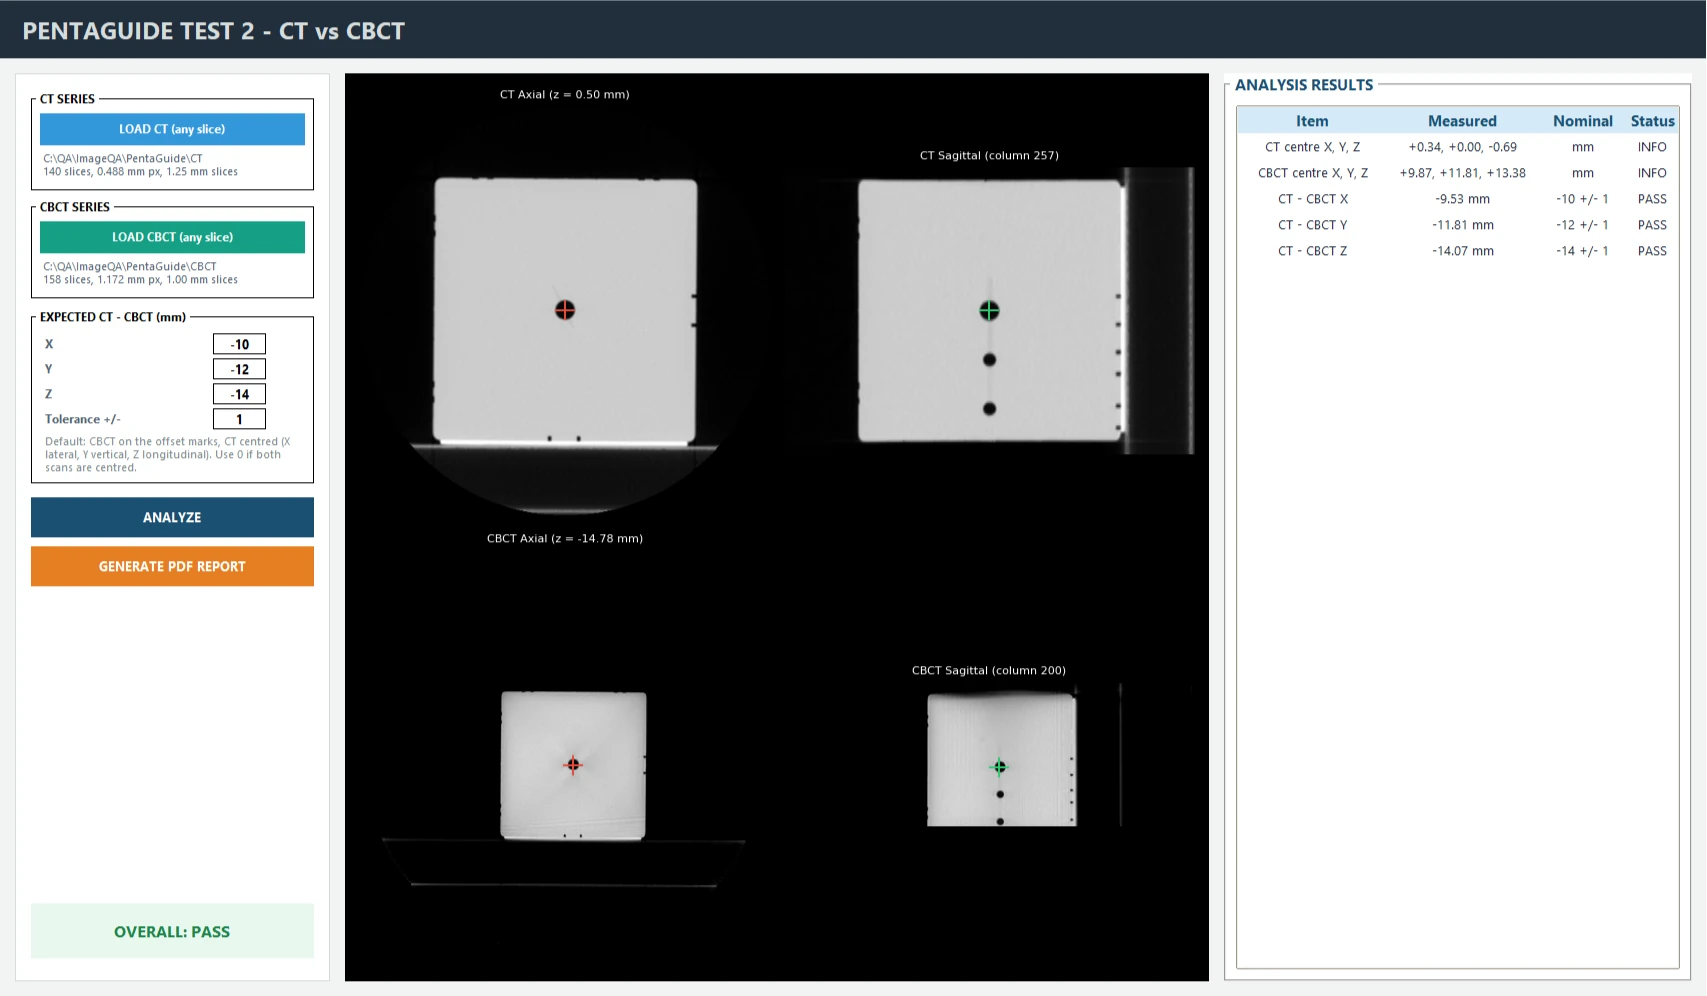 PENTAGUIDE TEST 2 - CT vs CBCT
CT SERIES
LOAD CT (any slice)
C:\QA\ImageQA\PentaGuide\CT
140 slices, 0.488 mm px, 1.25 mm slices
CBCT SERIES
LOAD CBCT (any slice)
C:\QA\ImageQA\PentaGuide\CBCT
158 slices, 1.172 mm px, 1.00 mm slices
EXPECTED CT - CBCT (mm)
X -10
Y -12
Z -14
Tolerance +/- 1
Default: CBCT on the offset marks, CT centred (X
lateral, Y vertical, Z longitudinal). Use 0 if both
scans are centred.
ANALYZE
GENERATE PDF REPORT
OVERALL: PASS
CT Axial (z = 0.50 mm)
CT Sagittal (column 257)
CBCT Axial (z = -14.78 mm)
CBCT Sagittal (column 200)
ANALYSIS RESULTS
Item Measured Nominal Status
CT centre X, Y, Z +0.34, +0.00, -0.69 mm INFO
CBCT centre X, Y, Z +9.87, +11.81, +13.38 mm INFO
CT - CBCT X -9.53 mm -10 +/- 1 PASS
CT - CBCT Y -11.81 mm -12 +/- 1 PASS
CT - CBCT Z -14.07 mm -14 +/- 1 PASS